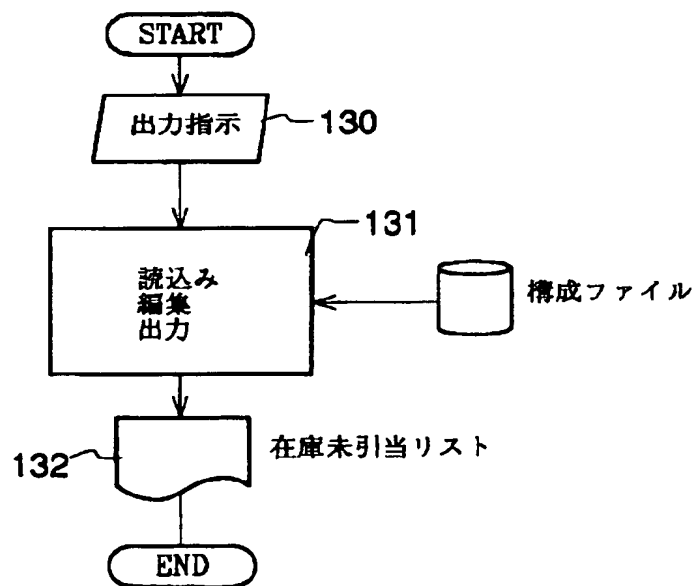 START
出力指示
130
131
読込み
編集
出力
構成ファイル
132
在庫未引当リスト
END